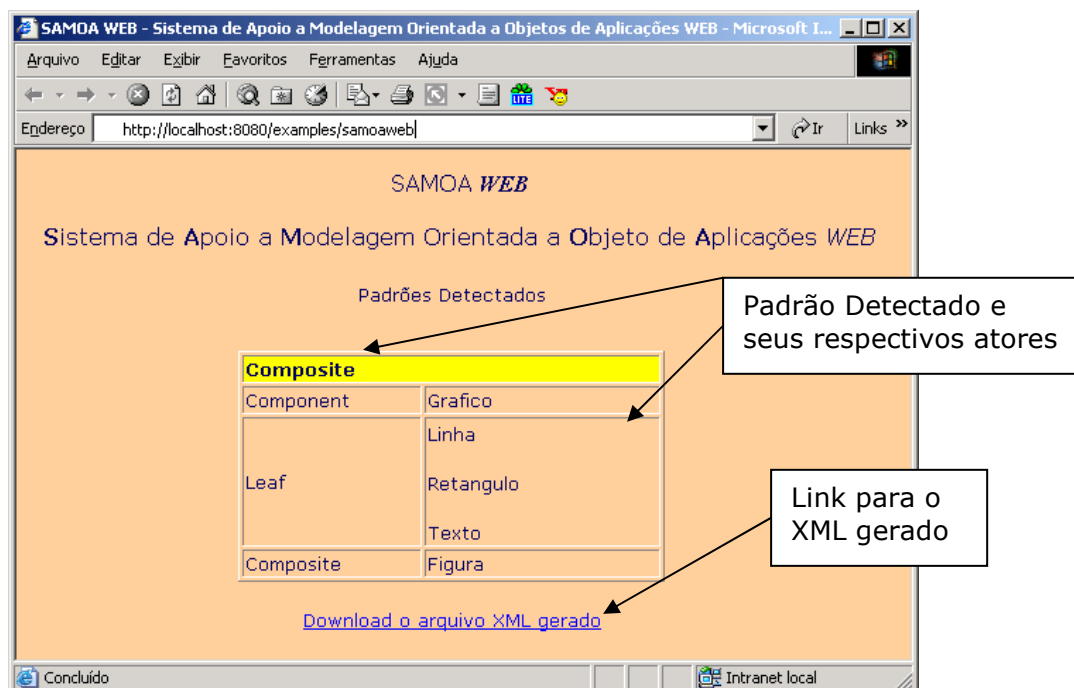 SAMOA WEB - Sistema de Apoio a Modelagem Orientada a Objetos de Aplicações WEB - Microsoft I...
Arquivo Editar Exibir Favoritos Ferramentas Ajuda
LITE
Endereço http://localhost:8080/examples/samoaweb Ir Links »
SAMOA WEB
Sistema de Apoio a Modelagem Orientada a Objeto de Aplicações WEB
Padrões Detectados
Padrão Detectado e
seus respectivos atores
Composite
Component Grafico
Leaf Linha
Retangulo
Texto
Composite Figura
Link para o
XML gerado
Download o arquivo XML gerado
Concluído Intranet local